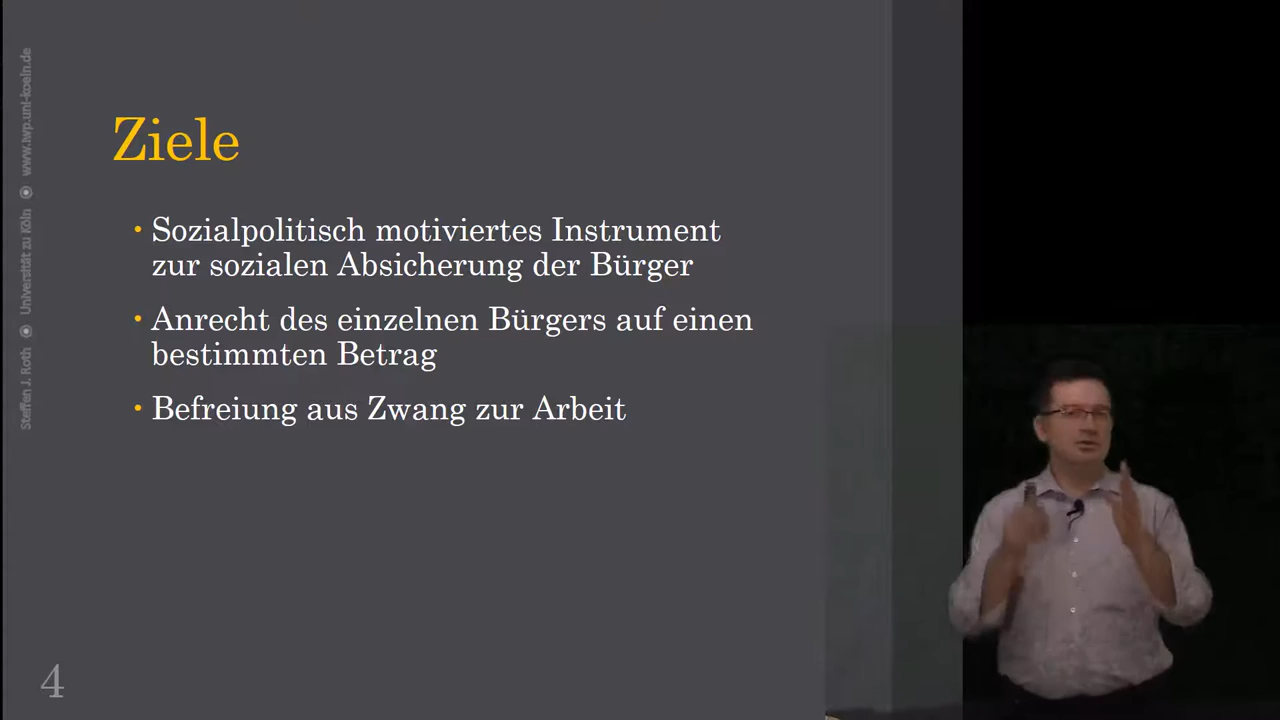 Ziele
• Sozialpolitisch motiviertes Instrument
zur sozialen Absicherung der Bürger
• Anrecht des einzelnen Bürgers auf einen
bestimmten Betrag
• Befreiung aus Zwang zur Arbeit
Steffen J. Roth ⦿ Universität zu Köln ⦿ www.iwp.uni-koeln.de
4